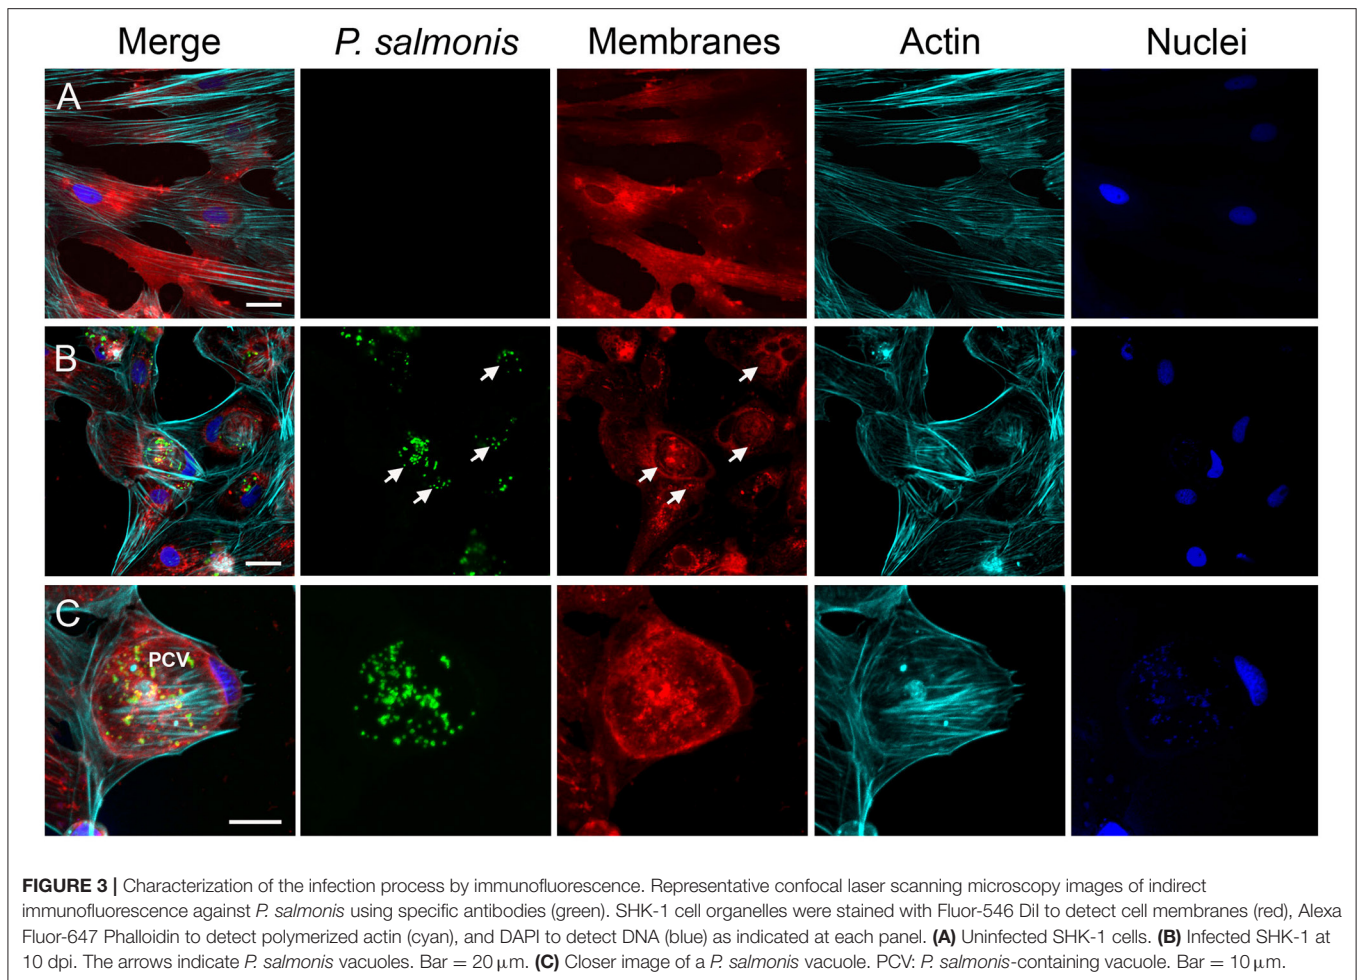 Merge P. salmonis Membranes Actin Nuclei
A
B
C
PCV
FIGURE 3 | Characterization of the infection process by immunofluorescence. Representative confocal laser scanning microscopy images of indirect
immunofluorescence against P. salmonis using specific antibodies (green). SHK-1 cell organelles were stained with Fluor-546 DiI to detect cell membranes (red), Alexa
Fluor-647 Phalloidin to detect polymerized actin (cyan), and DAPI to detect DNA (blue) as indicated at each panel. (A) Uninfected SHK-1 cells. (B) Infected SHK-1 at
10 dpi. The arrows indicate P. salmonis vacuoles. Bar = 20 μm. (C) Closer image of a P. salmonis vacuole. PCV: P. salmonis-containing vacuole. Bar = 10 μm.